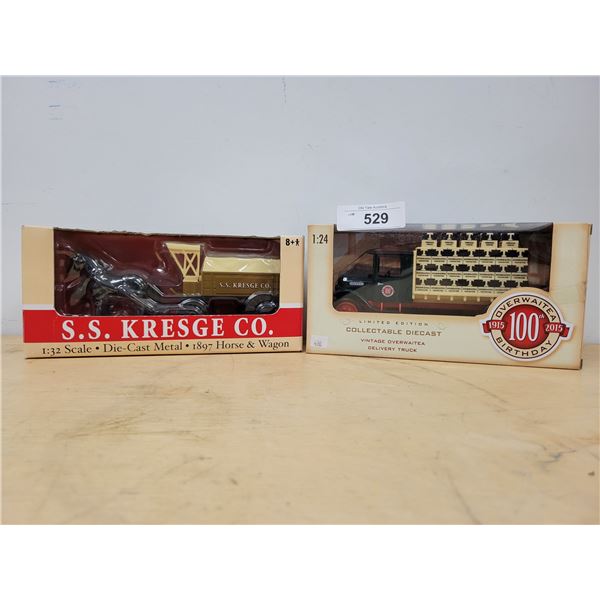 529
8+
S.S. KRESGE CO.
S.S. KRESGE CO.
1:32 Scale • Die-Cast Metal • 1897 Horse & Wagon
1:24
LIMITED EDITION
COLLECTABLE DIECAST
VINTAGE OVERWAITEA
DELIVERY TRUCK
OVERWAITEA
1915 100th 2015
BIRTHDAY